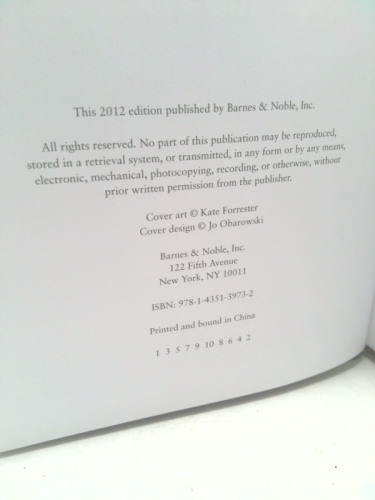 This 2012 edition published by Barnes & Noble, Inc.
All rights reserved. No part of this publication may be reproduced,
stored in a retrieval system, or transmitted, in any form or by any means,
electronic, mechanical, photocopying, recording, or otherwise, without
prior written permission from the publisher.
Cover art © Kate Forrester
Cover design © Jo Obarowski
Barnes & Noble, Inc.
122 Fifth Avenue
New York, NY 10011
ISBN: 978-1-4351-3973-2
Printed and bound in China
1 3 5 7 9 10 8 6 4 2